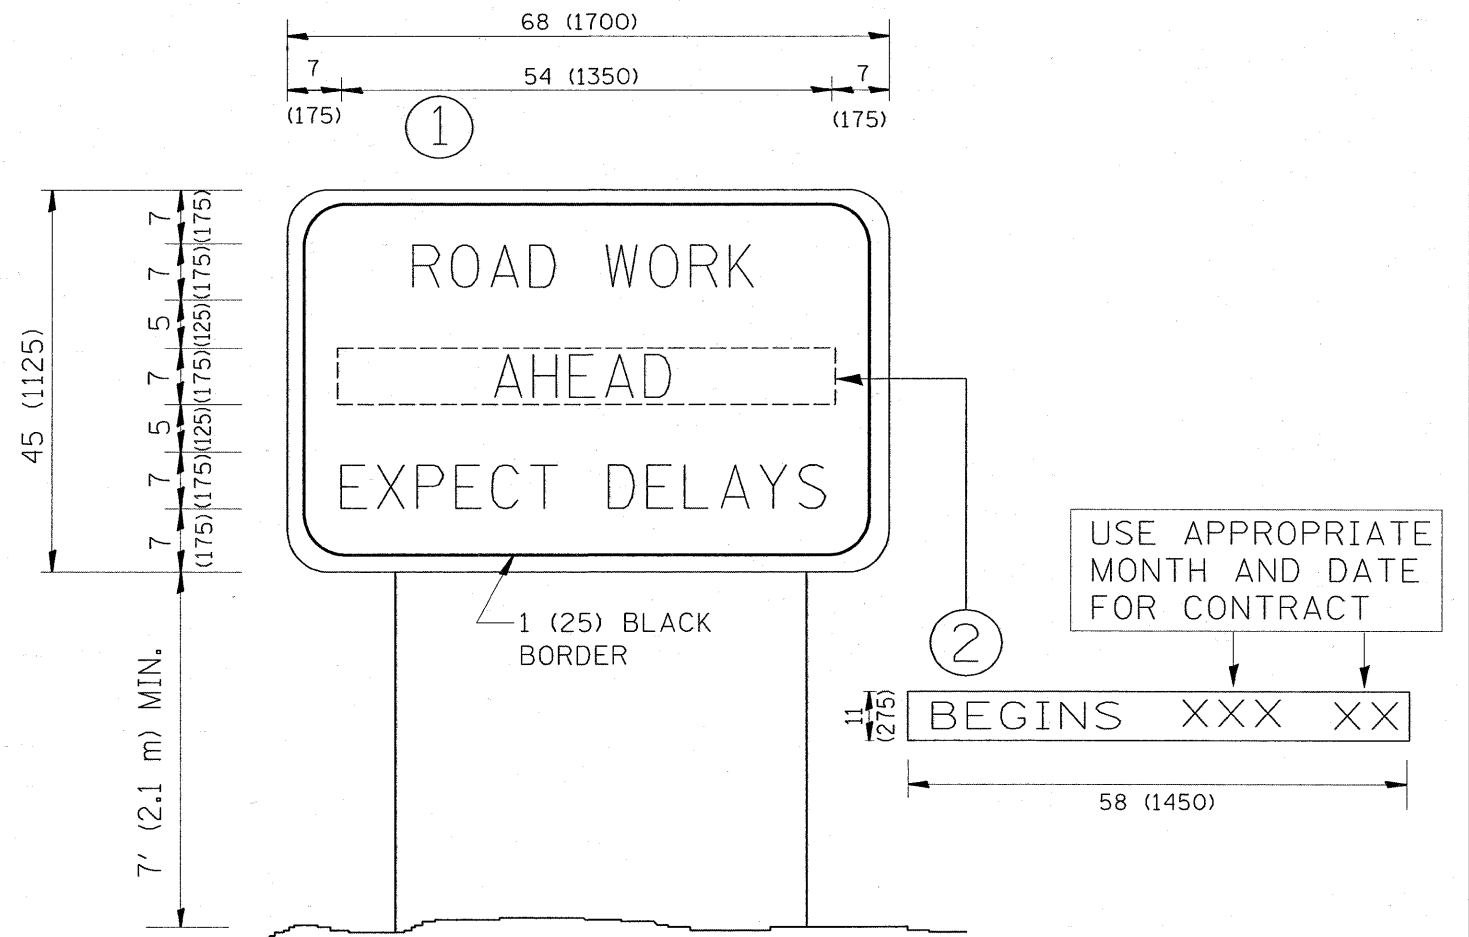 68 (1700)
7
54 (1350)
7
(175)
(175)
1
45 (1125)
7
(175)
7
(175)
5
(125)
7
(175)
5
(125)
7
(175)
7
(175)
ROAD WORK
AHEAD
EXPECT DELAYS
1 (25) BLACK
BORDER
7' (2.1 m) MIN.
2
USE APPROPRIATE
MONTH AND DATE
FOR CONTRACT
11
(275)
BEGINS XXX XX
58 (1450)